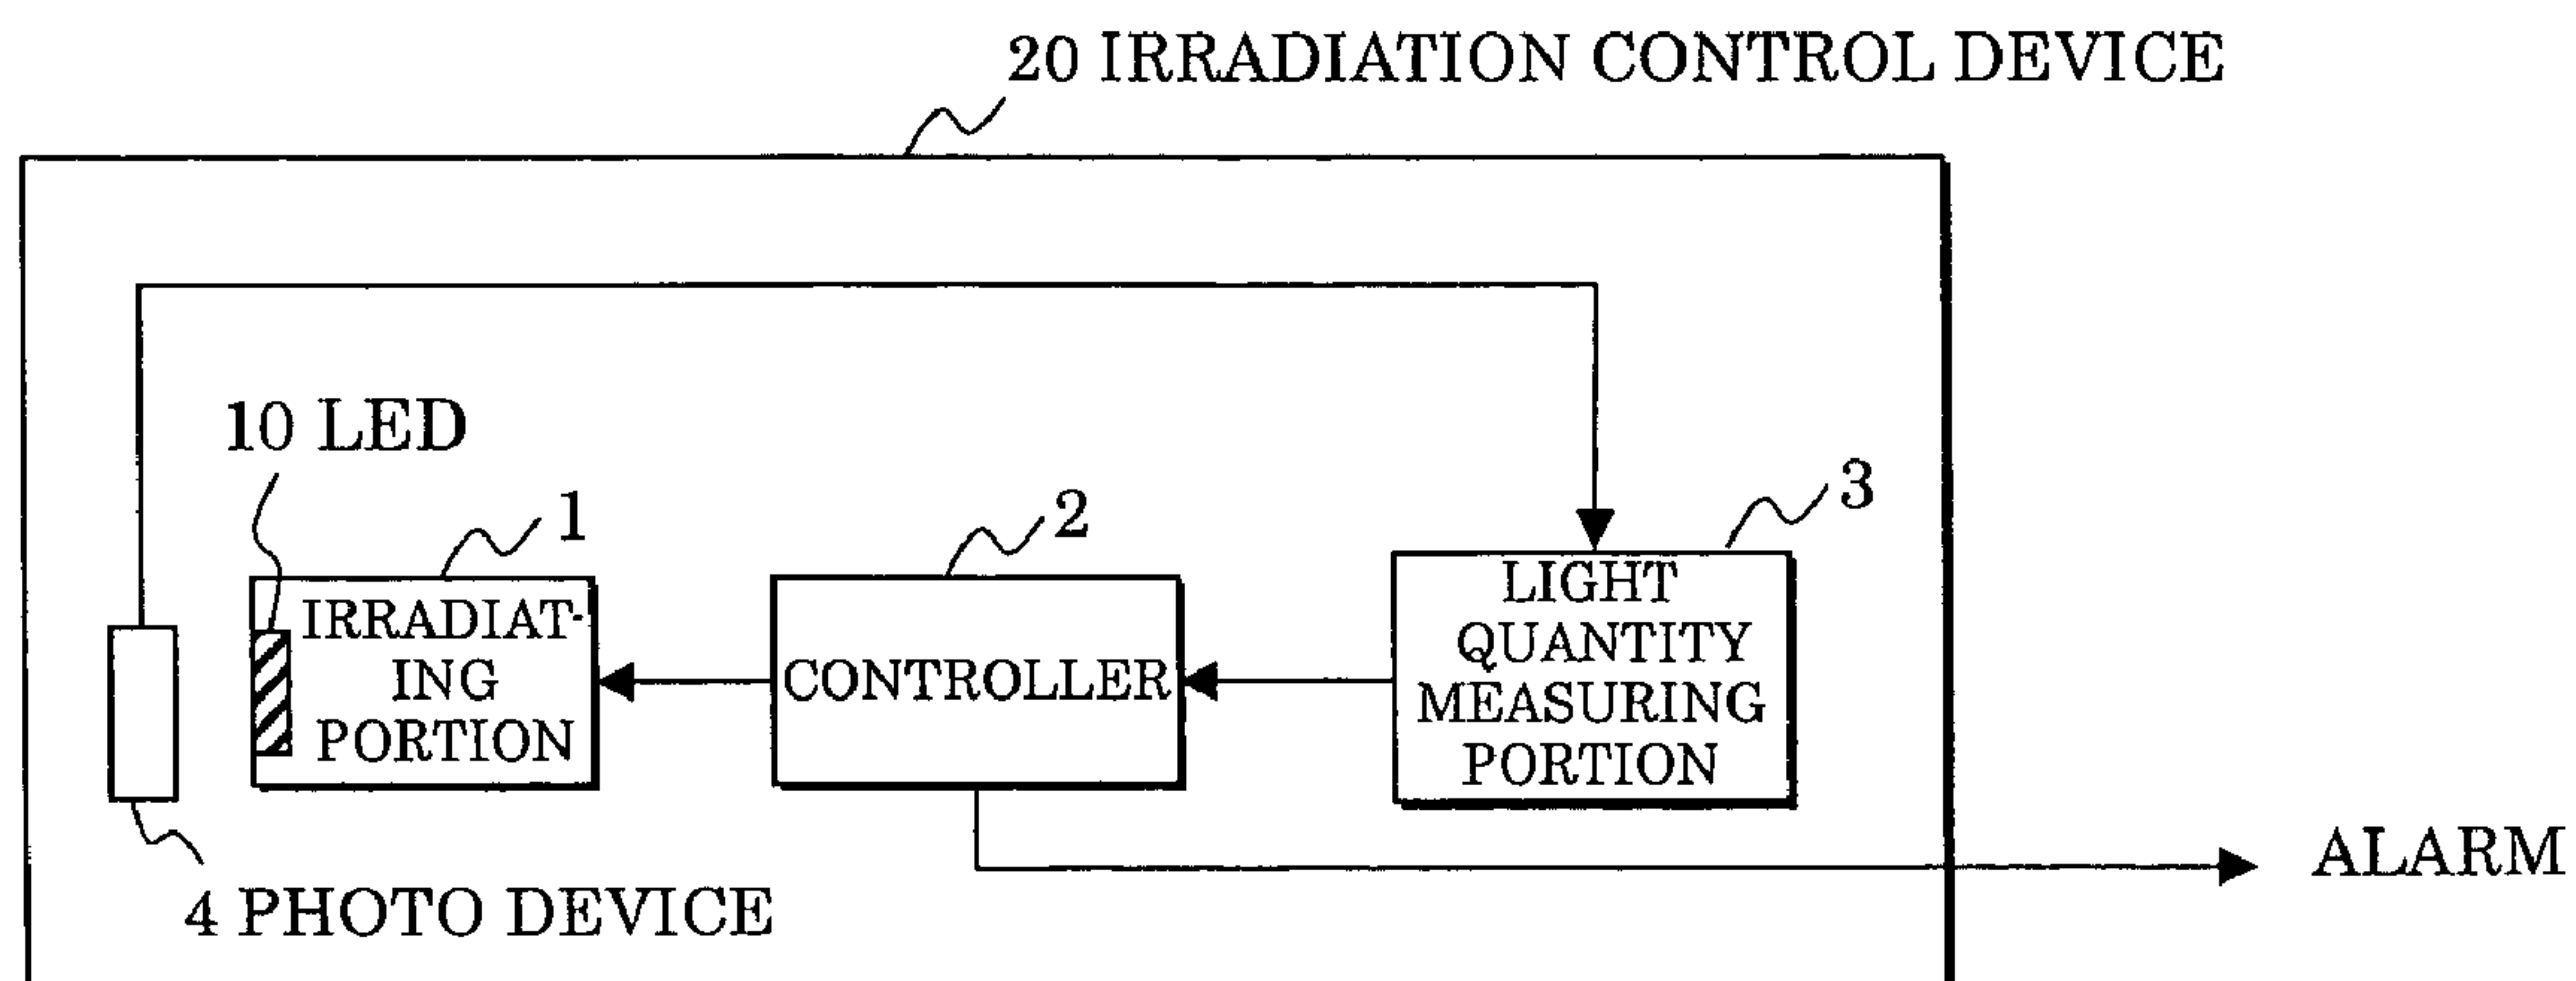 20 IRRADIATION CONTROL DEVICE
10 LED
1
2
3
IRRADIAT-
ING
PORTION
CONTROLLER
LIGHT
QUANTITY
MEASURING
PORTION
4 PHOTO DEVICE
ALARM